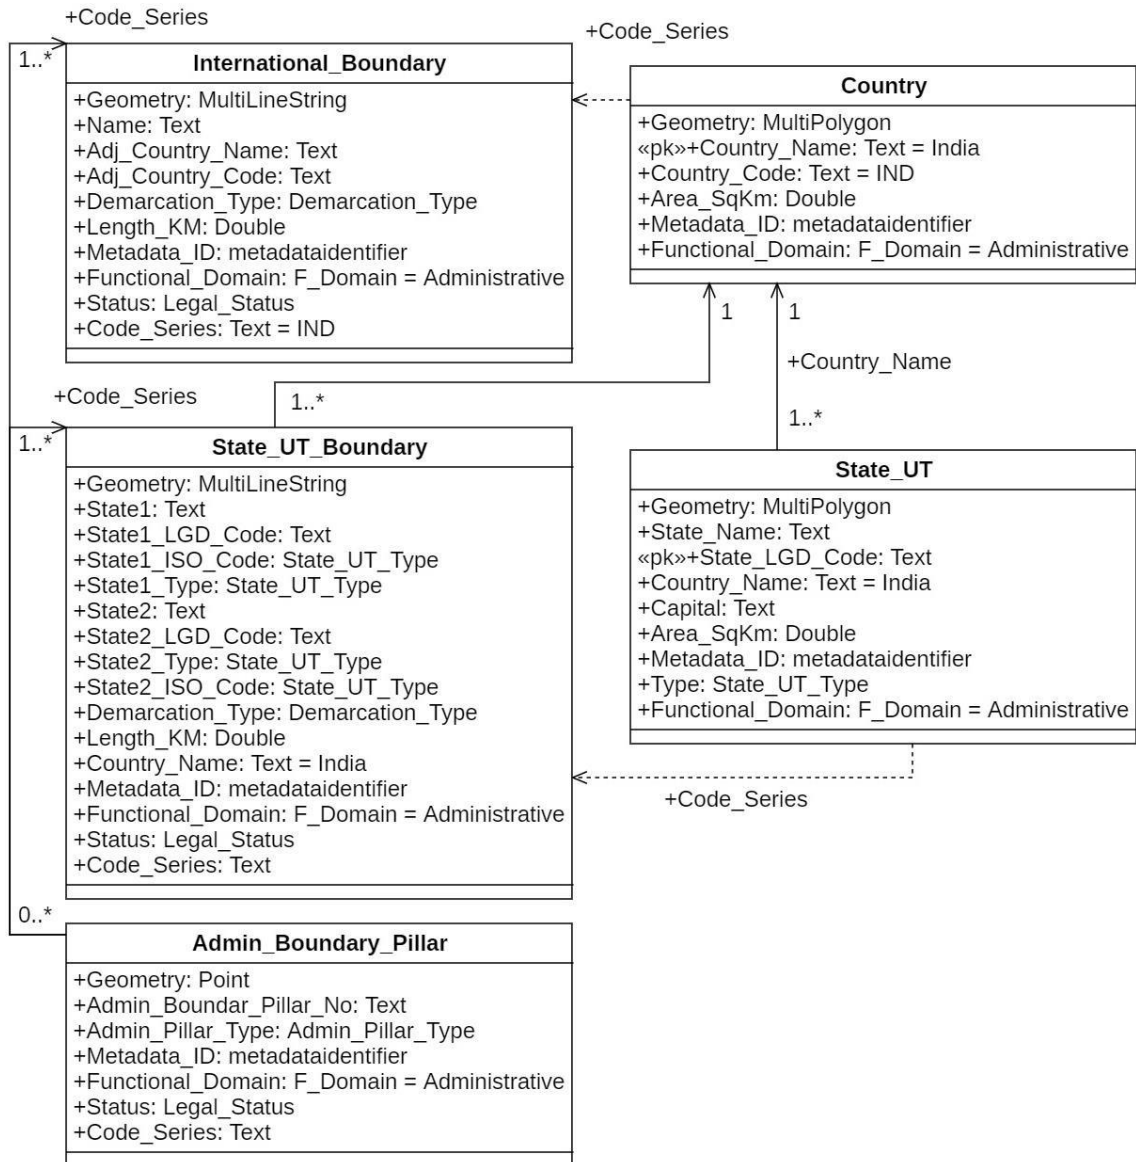 +Code_Series
1..*
International_Boundary
+Geometry: MultiLineString
+Name: Text
+Adj_Country_Name: Text
+Adj_Country_Code: Text
+Demarcation_Type: Demarcation_Type
+Length_KM: Double
+Metadata_ID: metadataidentifier
+Functional_Domain: F_Domain = Administrative
+Status: Legal_Status
+Code_Series: Text = IND
+Code_Series
Country
+Geometry: MultiPolygon
«pk»+Country_Name: Text = India
+Country_Code: Text = IND
+Area_SqKm: Double
+Metadata_ID: metadataidentifier
+Functional_Domain: F_Domain = Administrative
1
1
+Country_Name
1..*
1..*
+Code_Series
1..*
State_UT_Boundary
+Geometry: MultiLineString
+State1: Text
+State1_LGD_Code: Text
+State1_ISO_Code: State_UT_Type
+State1_Type: State_UT_Type
+State2: Text
+State2_LGD_Code: Text
+State2_Type: State_UT_Type
+State2_ISO_Code: State_UT_Type
+Demarcation_Type: Demarcation_Type
+Length_KM: Double
+Country_Name: Text = India
+Metadata_ID: metadataidentifier
+Functional_Domain: F_Domain = Administrative
+Status: Legal_Status
+Code_Series: Text
State_UT
+Geometry: MultiPolygon
+State_Name: Text
«pk»+State_LGD_Code: Text
+Country_Name: Text = India
+Capital: Text
+Area_SqKm: Double
+Metadata_ID: metadataidentifier
+Type: State_UT_Type
+Functional_Domain: F_Domain = Administrative
+Code_Series
0..*
Admin_Boundary_Pillar
+Geometry: Point
+Admin_Boundar_Pillar_No: Text
+Admin_Pillar_Type: Admin_Pillar_Type
+Metadata_ID: metadataidentifier
+Functional_Domain: F_Domain = Administrative
+Status: Legal_Status
+Code_Series: Text